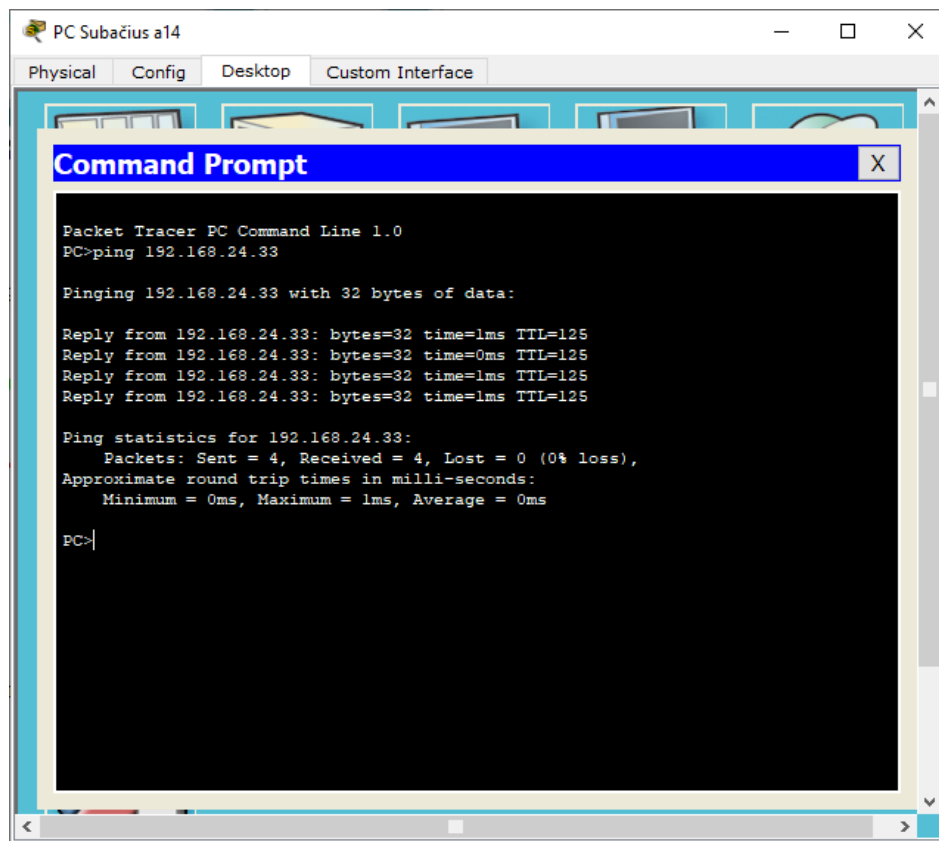 PC Subačius a14
Physical Config Desktop Custom Interface
Command Prompt
X
Packet Tracer PC Command Line 1.0
PC>ping 192.168.24.33
Pinging 192.168.24.33 with 32 bytes of data:
Reply from 192.168.24.33: bytes=32 time=1ms TTL=125
Reply from 192.168.24.33: bytes=32 time=0ms TTL=125
Reply from 192.168.24.33: bytes=32 time=1ms TTL=125
Reply from 192.168.24.33: bytes=32 time=1ms TTL=125
Ping statistics for 192.168.24.33:
Packets: Sent = 4, Received = 4, Lost = 0 (0% loss),
Approximate round trip times in milli-seconds:
Minimum = 0ms, Maximum = 1ms, Average = 0ms
PC>